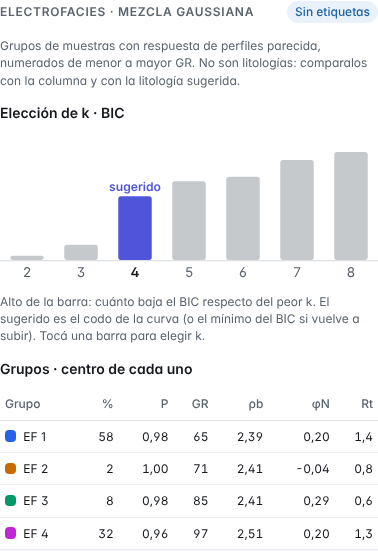 ELECTROFACIES · MEZCLA GAUSSIANA
Sin etiquetas
Grupos de muestras con respuesta de perfiles parecida,
numerados de menor a mayor GR. No son litologías: comparalos
con la columna y con la litología sugerida.
Elección de k · BIC
sugerido
2 3 4 5 6 7 8
Alto de la barra: cuánto baja el BIC respecto del peor k. El
sugerido es el codo de la curva (o el mínimo del BIC si vuelve a
subir). Tocá una barra para elegir k.
Grupos · centro de cada uno
Grupo % P GR ρb φN Rt
EF 1 58 0,98 65 2,39 0,20 1,4
EF 2 2 1,00 71 2,41 -0,04 0,8
EF 3 8 0,98 85 2,41 0,29 0,6
EF 4 32 0,96 97 2,51 0,20 1,3